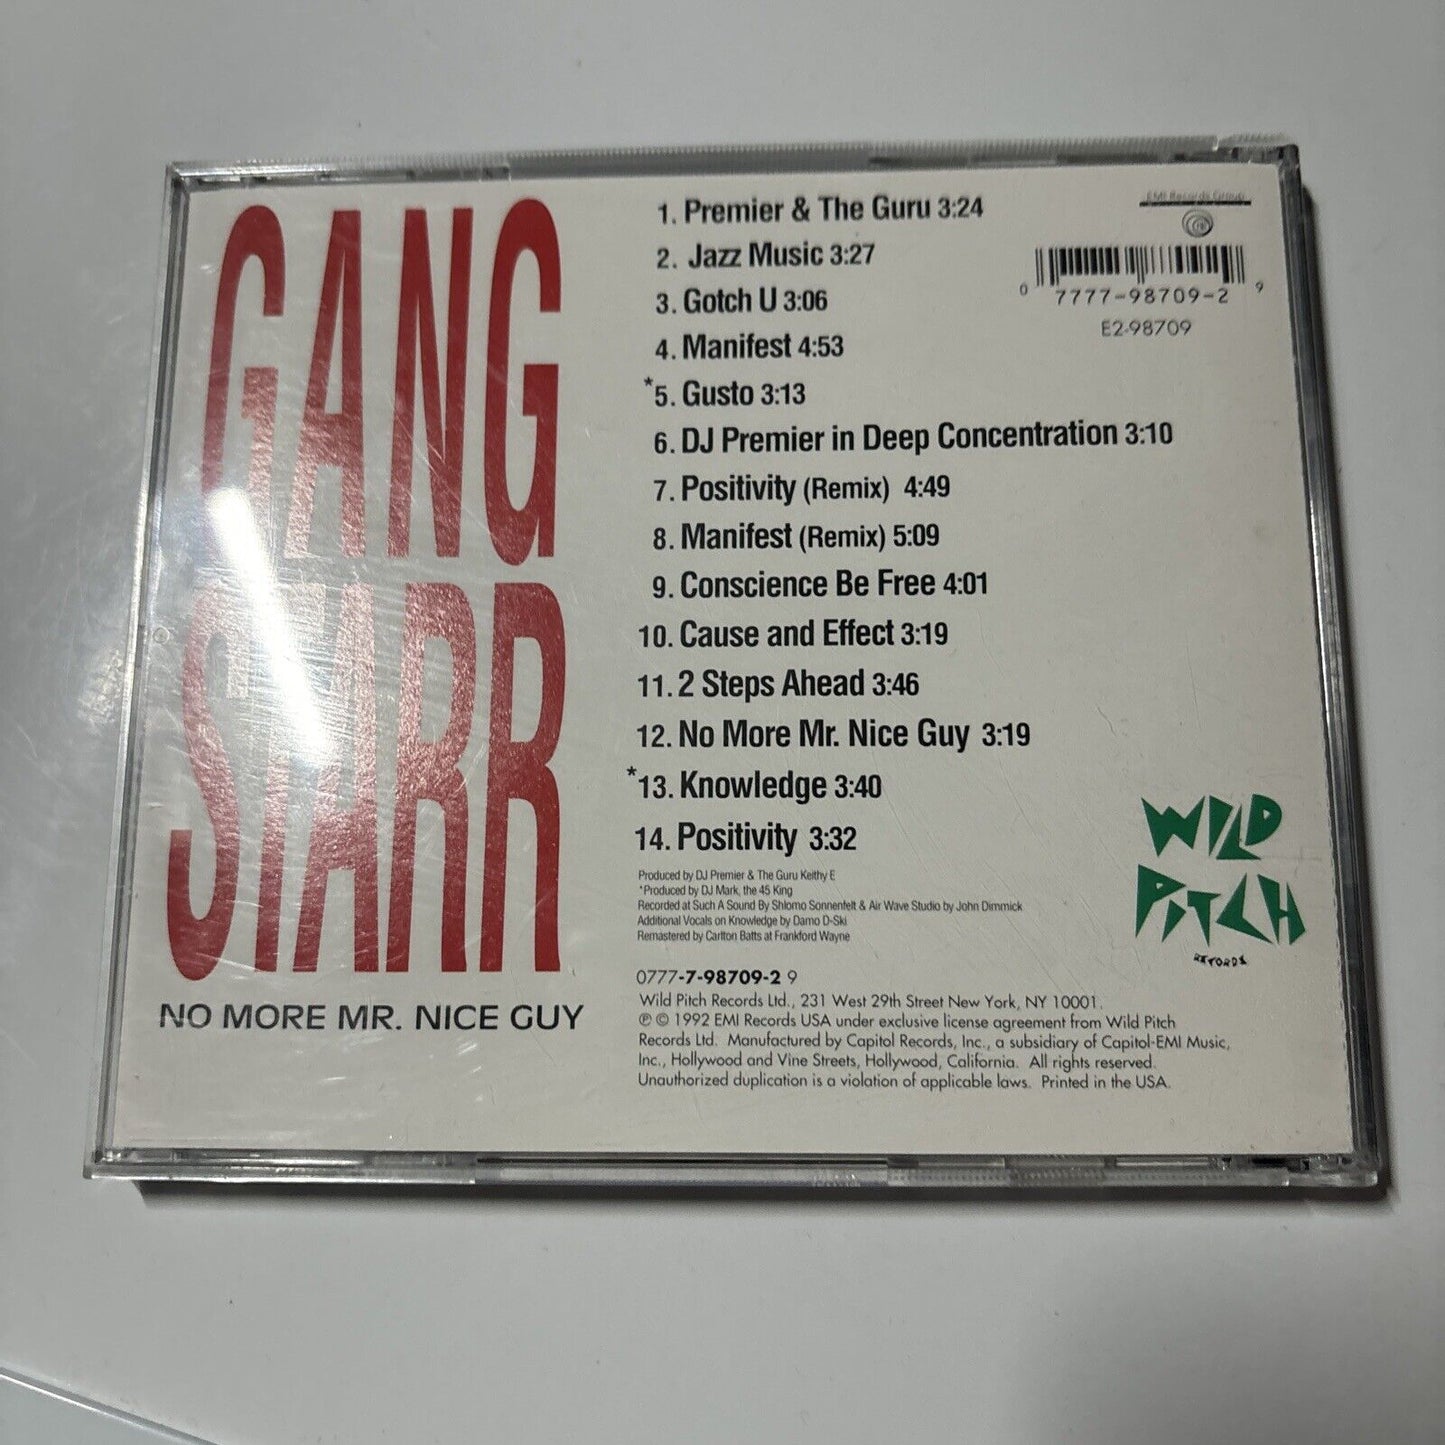 GANG
STARR
NO MORE MR. NICE GUY
1. Premier & The Guru 3:24
2. Jazz Music 3:27
3. Gotch U 3:06
4. Manifest 4:53
*5. Gusto 3:13
6. DJ Premier in Deep Concentration 3:10
7. Positivity (Remix) 4:49
8. Manifest (Remix) 5:09
9. Conscience Be Free 4:01
10. Cause and Effect 3:19
11. 2 Steps Ahead 3:46
12. No More Mr. Nice Guy 3:19
*13. Knowledge 3:40
14. Positivity 3:32
Produced by DJ Premier & The Guru Keithy E
*Produced by DJ Mark, the 45 King
Recorded at Such A Sound By Shlomo Sonnenfelt & Air Wave Studio by John Dimmick
Additional Vocals on Knowledge by Damo D-Ski
Remastered by Carlton Batts at Frankford Wayne
0777-7-98709-2 9
Wild Pitch Records Ltd., 231 West 29th Street New York, NY 10001.
℗ © 1992 EMI Records USA under exclusive license agreement from Wild Pitch
Records Ltd. Manufactured by Capitol Records, Inc., a subsidiary of Capitol-EMI Music,
Inc., Hollywood and Vine Streets, Hollywood, California. All rights reserved.
Unauthorized duplication is a violation of applicable laws. Printed in the USA.
EMI Records Group
0 7777-98709-2 9
E2-98709
WILD
PITCH
RECORDS